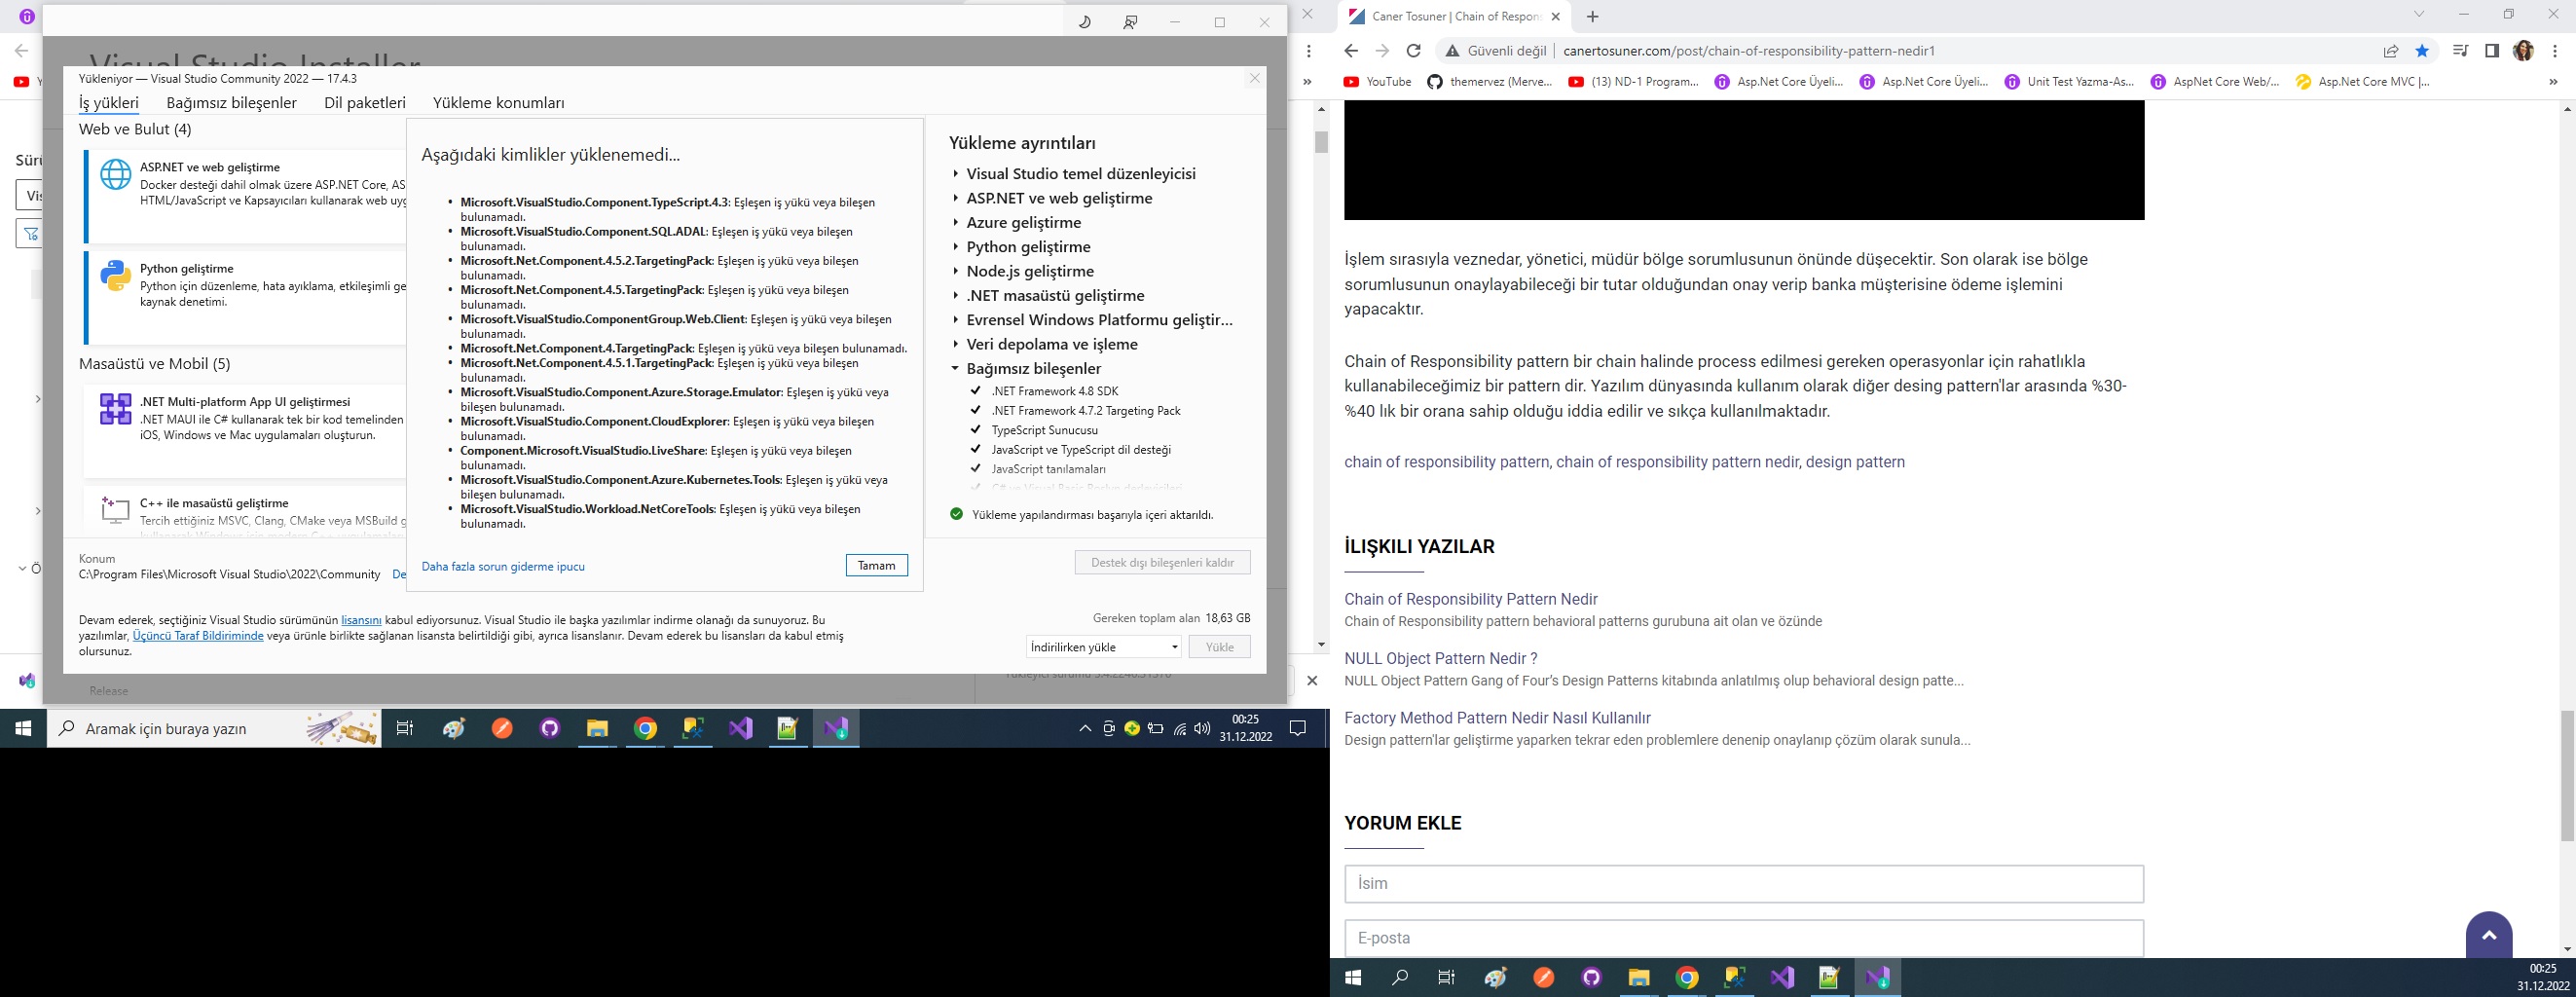 Visual Studio Installer
Yükleniyor — Visual Studio Community 2022 — 17.4.3
İş yükleri
Bağımsız bileşenler
Dil paketleri
Yükleme konumları
Web ve Bulut (4)
ASP.NET ve web geliştirme
Docker desteği dahil olmak üzere ASP.NET Core, AS
HTML/JavaScript ve Kapsayıcıları kullanarak web uyg
Python geliştirme
Python için düzenleme, hata ayıklama, etkileşimli ge
kaynak denetimi.
Masaüstü ve Mobil (5)
.NET Multi-platform App UI geliştirmesi
.NET MAUI ile C# kullanarak tek bir kod temelinden
iOS, Windows ve Mac uygulamaları oluşturun.
C++ ile masaüstü geliştirme
Tercih ettiğiniz MSVC, Clang, CMake veya MSBuild g
Konum
C:\Program Files\Microsoft Visual Studio\2022\Community De
Aşağıdaki kimlikler yüklenemedi...
• Microsoft.VisualStudio.Component.TypeScript.4.3: Eşleşen iş yükü veya bileşen
bulunamadı.
• Microsoft.VisualStudio.Component.SQL.ADAL: Eşleşen iş yükü veya bileşen
bulunamadı.
• Microsoft.Net.Component.4.5.2.TargetingPack: Eşleşen iş yükü veya bileşen
bulunamadı.
• Microsoft.Net.Component.4.5.TargetingPack: Eşleşen iş yükü veya bileşen
bulunamadı.
• Microsoft.VisualStudio.ComponentGroup.Web.Client: Eşleşen iş yükü veya bileşen
bulunamadı.
• Microsoft.Net.Component.4.TargetingPack: Eşleşen iş yükü veya bileşen bulunamadı.
• Microsoft.Net.Component.4.5.1.TargetingPack: Eşleşen iş yükü veya bileşen
bulunamadı.
• Microsoft.VisualStudio.Component.Azure.Storage.Emulator: Eşleşen iş yükü veya
bileşen bulunamadı.
• Microsoft.VisualStudio.Component.CloudExplorer: Eşleşen iş yükü veya bileşen
bulunamadı.
• Component.Microsoft.VisualStudio.LiveShare: Eşleşen iş yükü veya bileşen
bulunamadı.
• Microsoft.VisualStudio.Component.Azure.Kubernetes.Tools: Eşleşen iş yükü veya
bileşen bulunamadı.
• Microsoft.VisualStudio.Workload.NetCoreTools: Eşleşen iş yükü veya bileşen
bulunamadı.
Daha fazla sorun giderme ipucu
Tamam
Yükleme ayrıntıları
Visual Studio temel düzenleyicisi
ASP.NET ve web geliştirme
Azure geliştirme
Python geliştirme
Node.js geliştirme
.NET masaüstü geliştirme
Evrensel Windows Platformu geliştir...
Veri depolama ve işleme
Bağımsız bileşenler
.NET Framework 4.8 SDK
.NET Framework 4.7.2 Targeting Pack
TypeScript Sunucusu
JavaScript ve TypeScript dil desteği
JavaScript tanılamaları
Yükleme yapılandırması başarıyla içeri aktarıldı.
Destek dışı bileşenleri kaldır
Devam ederek, seçtiğiniz Visual Studio sürümünün lisansını kabul ediyorsunuz. Visual Studio ile başka yazılımlar indirme olanağı da sunuyoruz. Bu
yazılımlar, Üçüncü Taraf Bildiriminde veya ürünle birlikte sağlanan lisansta belirtildiği gibi, ayrıca lisanslanır. Devam ederek bu lisansları da kabul etmiş
olursunuz.
Gereken toplam alan 18,63 GB
İndirilirken yükle
Yükle
Release
Sürü
Vis
Aramak için buraya yazın
00:25
31.12.2022
Caner Tosuner | Chain of Respon
Güvenli değil
canertosuner.com/post/chain-of-responsibility-pattern-nedir1
YouTube
themervez (Merve...
(13) ND-1 Program...
Asp.Net Core Üyeli...
Asp.Net Core Üyeli...
Unit Test Yazma-As...
AspNet Core Web/...
Asp.Net Core MVC |...
İşlem sırasıyla veznedar, yönetici, müdür bölge sorumlusunun önünde düşecektir. Son olarak ise bölge
sorumlusunun onaylayabileceği bir tutar olduğundan onay verip banka müşterisine ödeme işlemini
yapacaktır.
Chain of Responsibility pattern bir chain halinde process edilmesi gereken operasyonlar için rahatlıkla
kullanabileceğimiz bir pattern dir. Yazılım dünyasında kullanım olarak diğer desing pattern'lar arasında %30-
%40 lık bir orana sahip olduğu iddia edilir ve sıkça kullanılmaktadır.
chain of responsibility pattern, chain of responsibility pattern nedir, design pattern
İLIŞKILI YAZILAR
Chain of Responsibility Pattern Nedir
Chain of Responsibility pattern behavioral patterns gurubuna ait olan ve özünde
NULL Object Pattern Nedir ?
NULL Object Pattern Gang of Four's Design Patterns kitabında anlatılmış olup behavioral design patte...
Factory Method Pattern Nedir Nasıl Kullanılır
Design pattern'lar geliştirme yaparken tekrar eden problemlere denenip onaylanıp çözüm olarak sunula...
YORUM EKLE
İsim
E-posta
00:25
31.12.2022